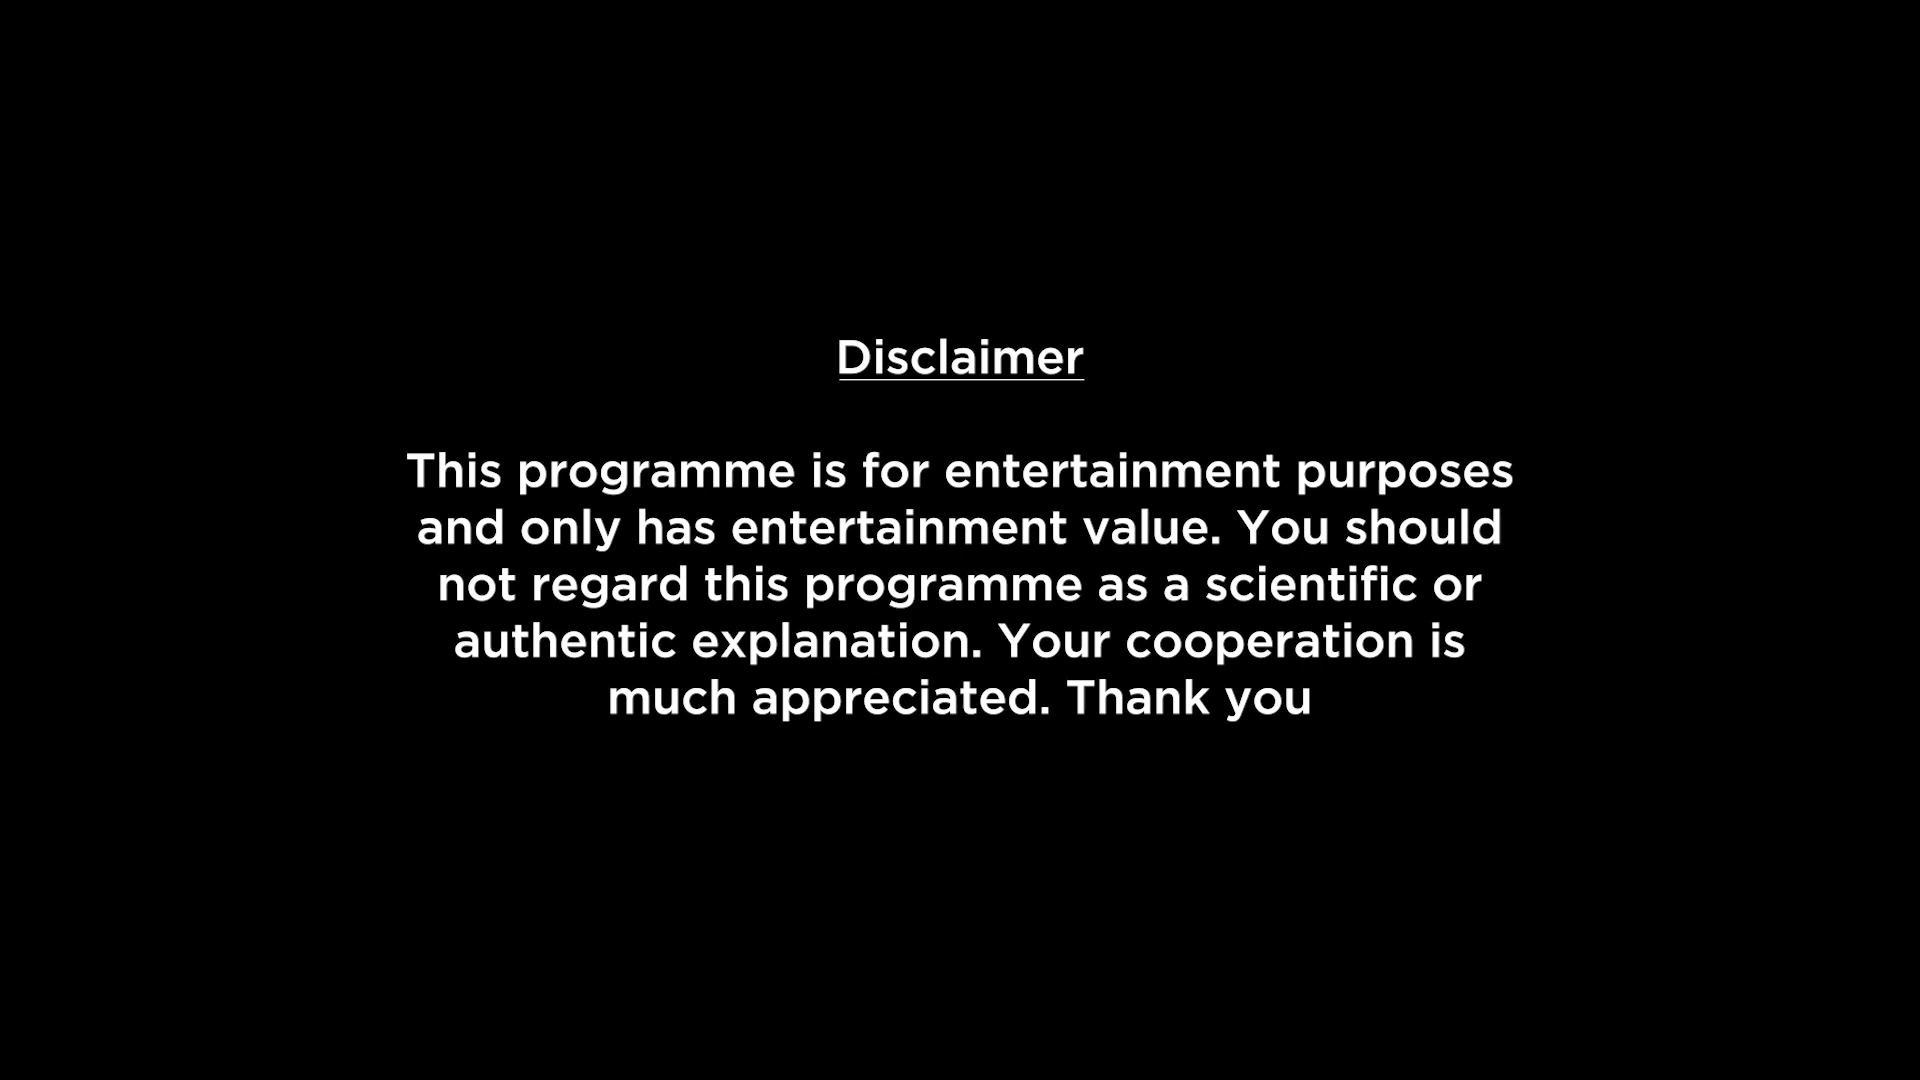 Disclaimer
This programme is for entertainment purposes
and only has entertainment value. You should
not regard this programme as a scientific or
authentic explanation. Your cooperation is
much appreciated. Thank you